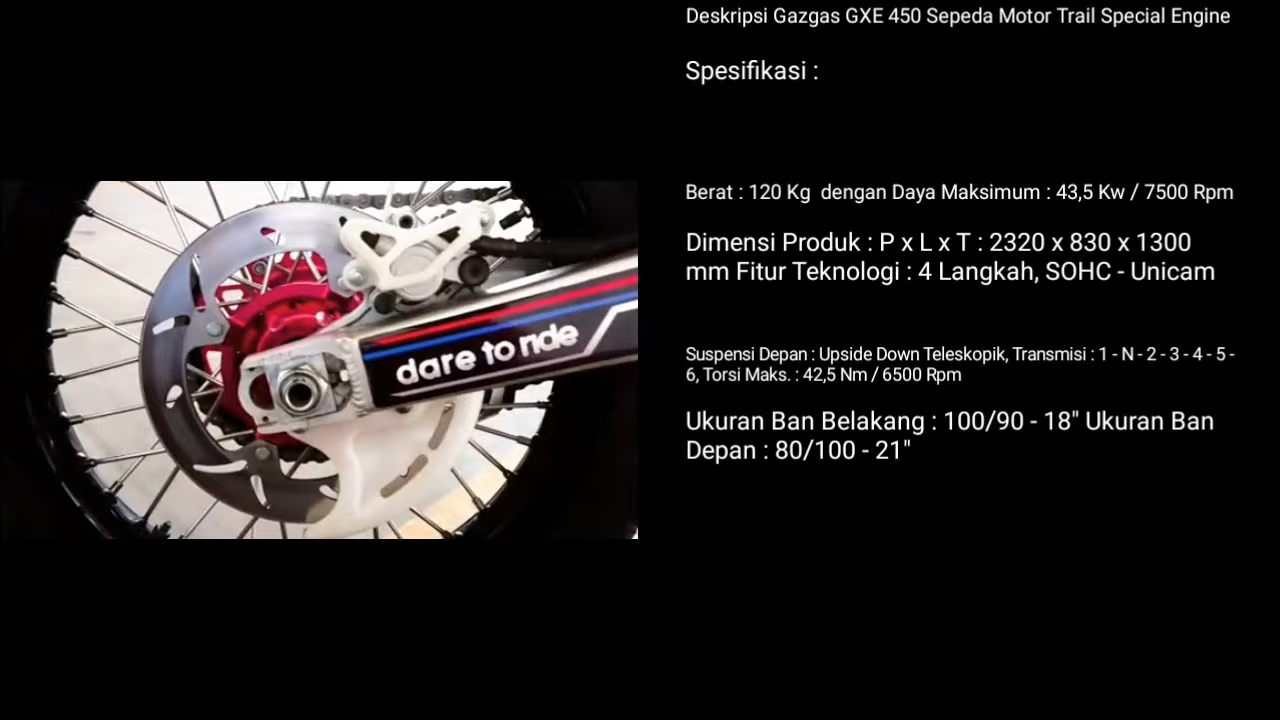 Deskripsi Gazgas GXE 450 Sepeda Motor Trail Special Engine
Spesifikasi :
Berat : 120 Kg  dengan Daya Maksimum : 43,5 Kw / 7500 Rpm
Dimensi Produk : P x L x T : 2320 x 830 x 1300
mm Fitur Teknologi : 4 Langkah, SOHC - Unicam
Suspensi Depan : Upside Down Teleskopik, Transmisi : 1 - N - 2 - 3 - 4 - 5 -
6, Torsi Maks. : 42,5 Nm / 6500 Rpm
Ukuran Ban Belakang : 100/90 - 18" Ukuran Ban
Depan : 80/100 - 21"
dare to ride